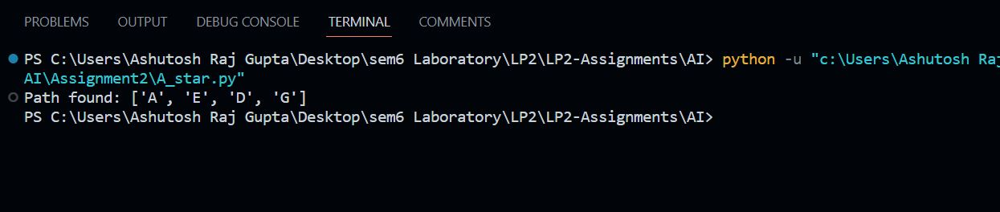 PROBLEMS OUTPUT DEBUG CONSOLE TERMINAL COMMENTS
PS C:\Users\Ashutosh Raj Gupta\Desktop\sem6 Laboratory\LP2\LP2-Assignments\AI> python -u "c:\Users\Ashutosh Raj
AI\Assignment2\A_star.py"
Path found: ['A', 'E', 'D', 'G']
PS C:\Users\Ashutosh Raj Gupta\Desktop\sem6 Laboratory\LP2\LP2-Assignments\AI>